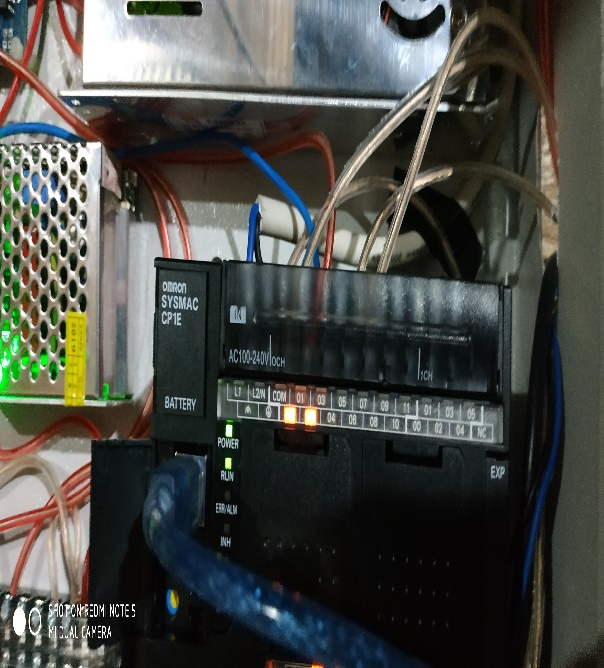 omron
SYSMAC
CP1E
IN
AC100-240V 0CH
1CH
L1 L2/N COM 01 03 05 07 09 11 01 03 05
04 06 08 10 00 02 04 NC
BATTERY
POWER
RUN
ERR/ALM
INH
EXP
2019
SHOT ON REDMI NOTE 5
MI DUAL CAMERA